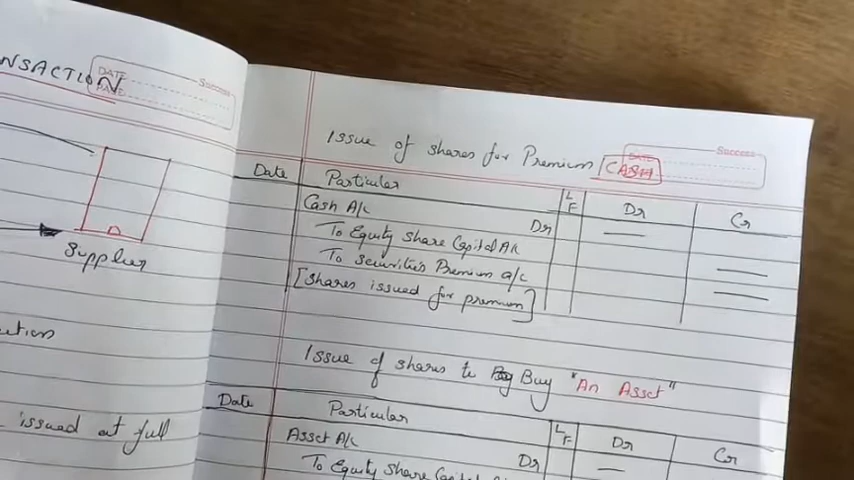 NSACTION
DATE
PAGE
Success
Supplier
issued at full
Issue of shares for Premium CASH
DATE
Success
Date Particular L F Dr Cr
Cash A/c Dr
To Equity Share Capital A/c
To securities Premium a/c
[shares issued for premium]
Issue of shares to Buy "An Asset"
Date Particular L F Dr Cr
Asset A/c Dr
To Equity Share Capital